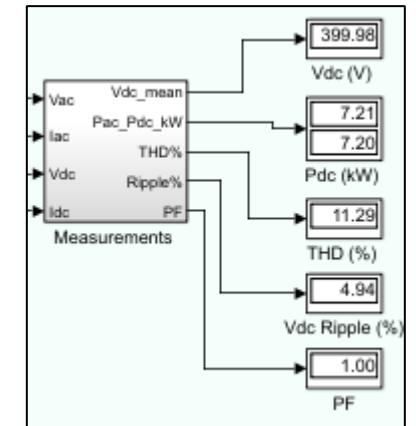 399.98
Vdc (V)
Vac
Iac
Vdc
Idc
Vdc_mean
Pac_Pdc_kW
THD%
Ripple%
PF
Measurements
7.21
7.20
Pdc (kW)
11.29
THD (%)
4.94
Vdc Ripple (%)
1.00
PF